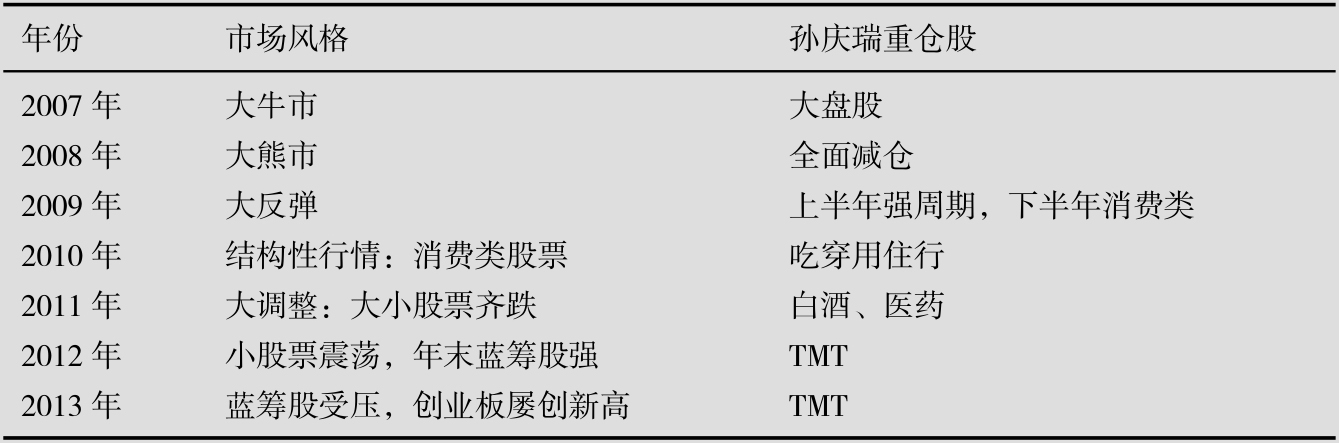 年份 市场风格 孙庆瑞重仓股
2007 年 大牛市 大盘股
2008 年 大熊市 全面减仓
2009 年 大反弹 上半年强周期，下半年消费类
2010 年 结构性行情：消费类股票 吃穿用住行
2011 年 大调整：大小股票齐跌 白酒、医药
2012 年 小股票震荡，年末蓝筹股强 TMT
2013 年 蓝筹股受压，创业板屡创新高 TMT